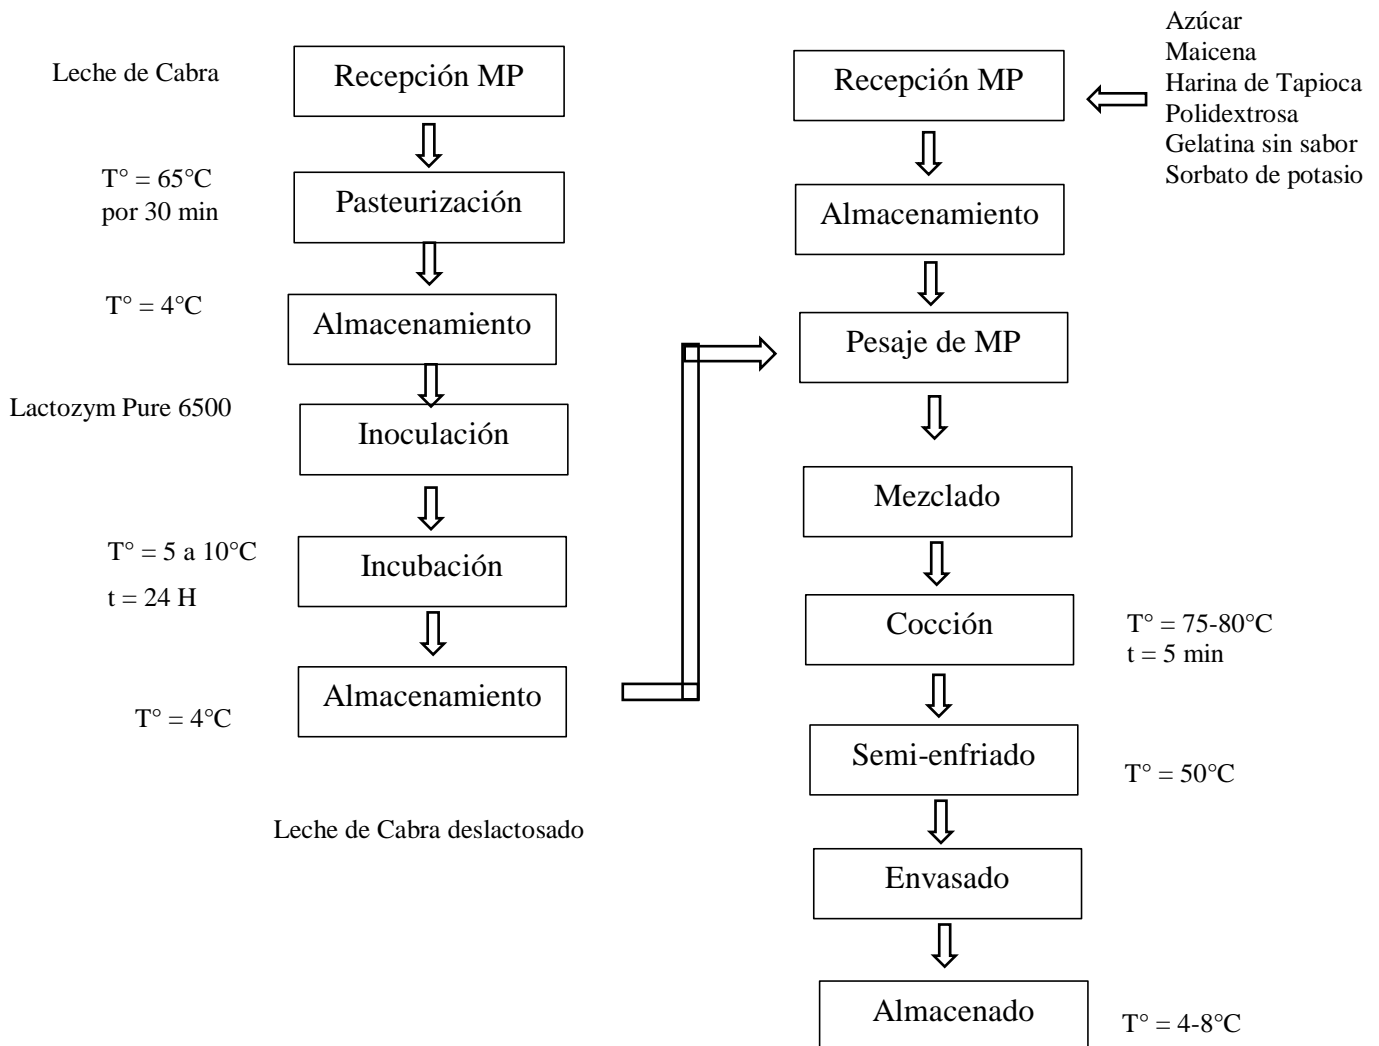 Leche de Cabra
Recepción MP
T° = 65°C
por 30 min
Pasteurización
T° = 4°C
Almacenamiento
Lactozym Pure 6500
Inoculación
T° = 5 a 10°C
t = 24 H
Incubación
T° = 4°C
Almacenamiento
Leche de Cabra deslactosado
Recepción MP
Azúcar
Maicena
Harina de Tapioca
Polidextrosa
Gelatina sin sabor
Sorbato de potasio
Almacenamiento
Pesaje de MP
Mezclado
Cocción
T° = 75-80°C
t = 5 min
Semi-enfriado
T° = 50°C
Envasado
Almacenado
T° = 4-8°C